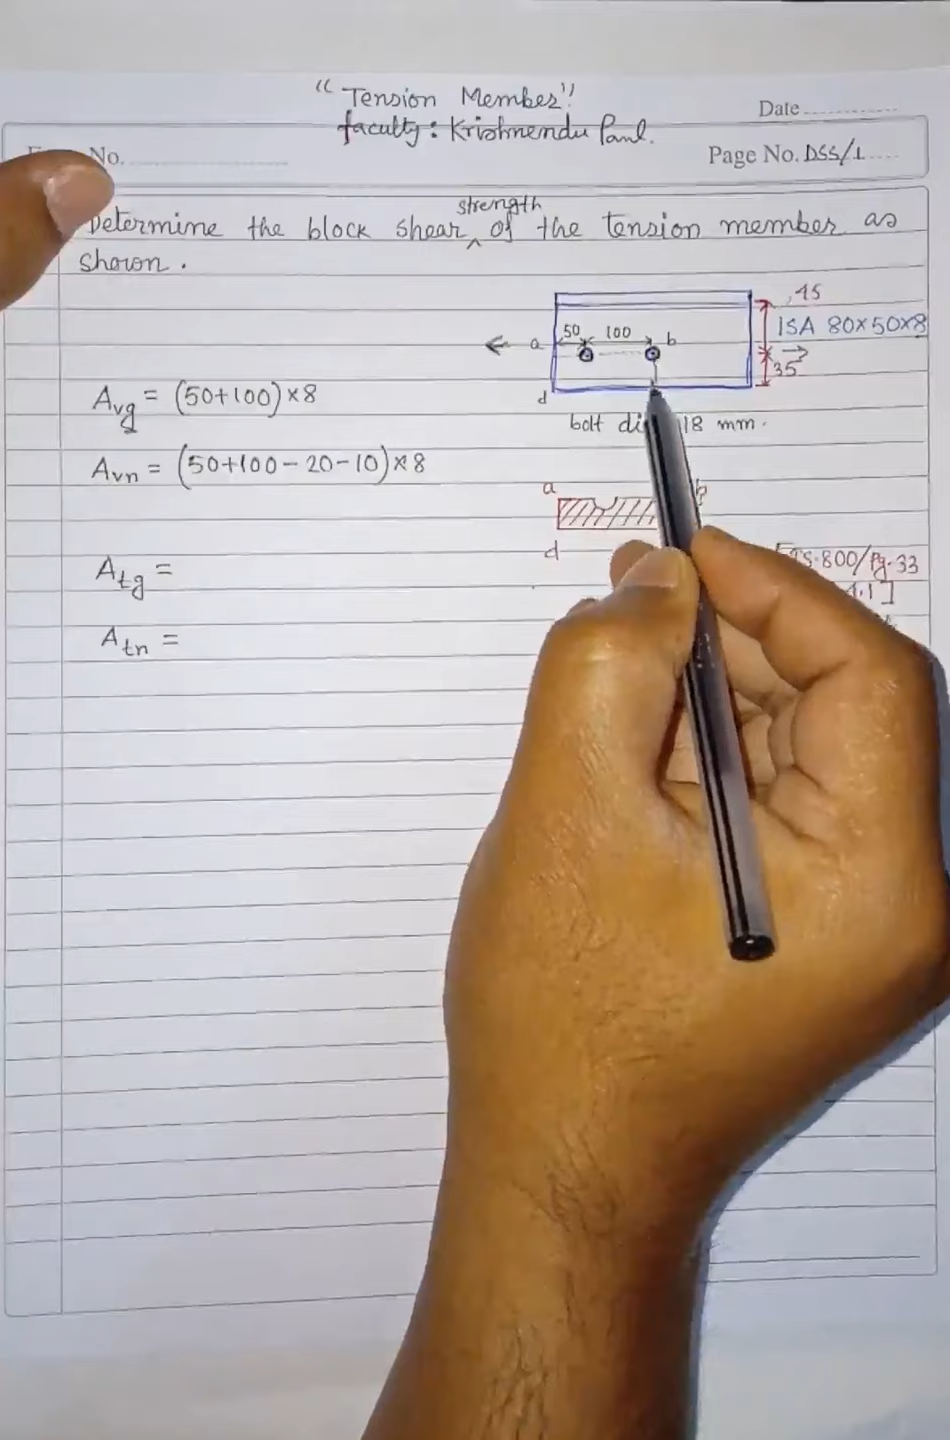 "Tension Member"
Date
faculty: Krishnendu Paul.
No.
Page No. DSS/1
Determine the block shear strength of the tension member as
shown.
45
50 100
ISA 80×50×8
a b
35
d
Avg = (50+100)×8
bolt 18 mm.
Avn = (50+100-20-10)×8
a b
d
800/Pg.33
Atg =
Atn =